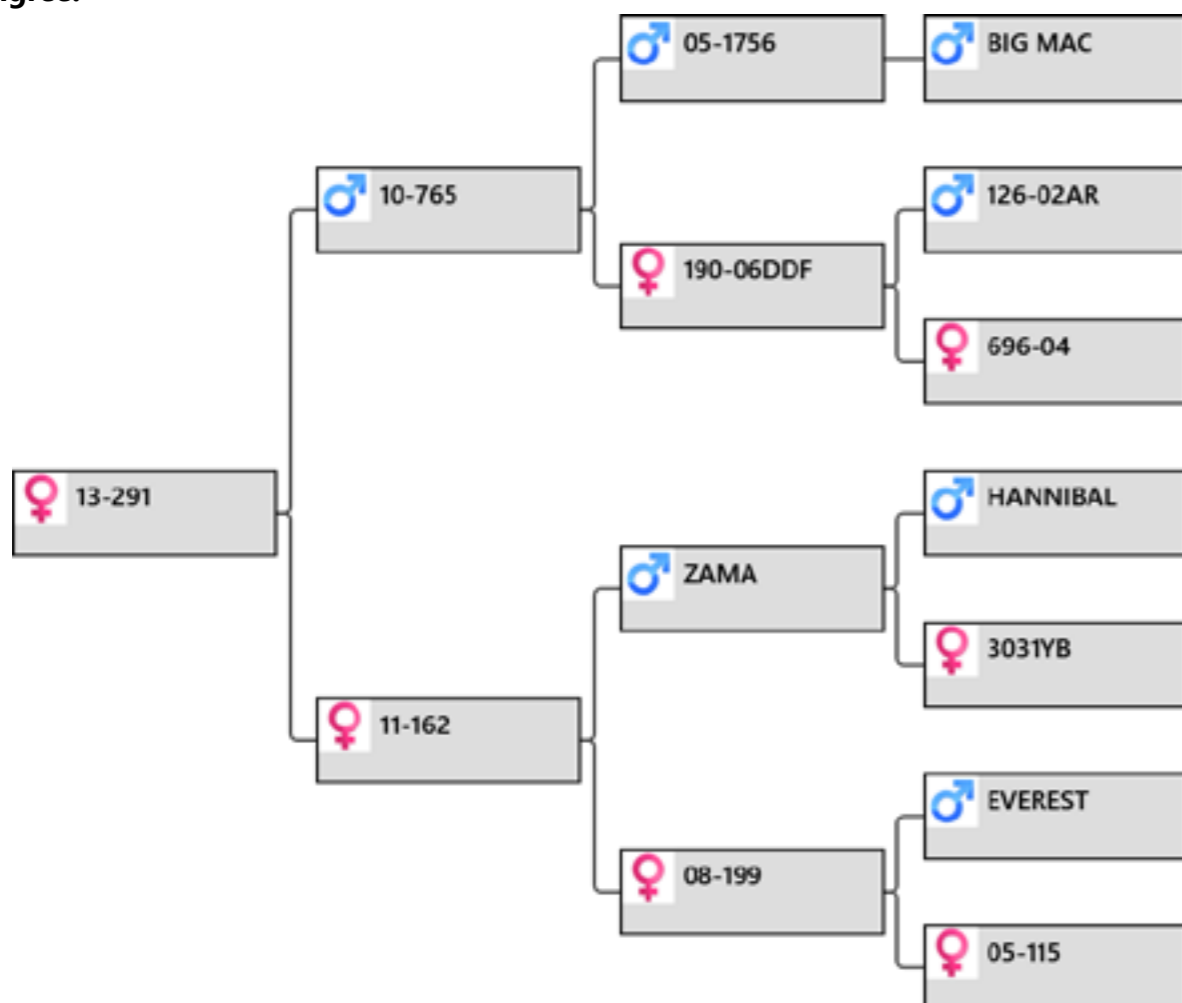 05-1756
BIG MAC
10-765
126-02AR
190-06DDF
696-04
13-291
HANNIBAL
ZAMA
3031YB
11-162
EVEREST
08-199
05-115